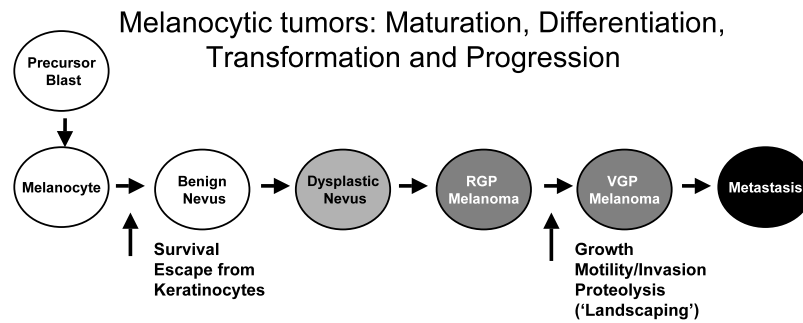 Melanocytic tumors: Maturation, Differentiation,
Transformation and Progression
Precursor
Blast
Melanocyte
Benign
Nevus
Dysplastic
Nevus
RGP
Melanoma
VGP
Melanoma
Metastasis
Survival
Escape from
Keratinocytes
Growth
Motility/Invasion
Proteolysis
(‘Landscaping’)